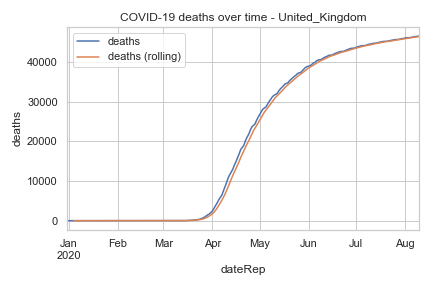 COVID-19 deaths over time - United_Kingdom
deaths
deaths (rolling)
deaths
40000
30000
20000
10000
0
Jan Feb Mar Apr May Jun Jul Aug
2020
dateRep